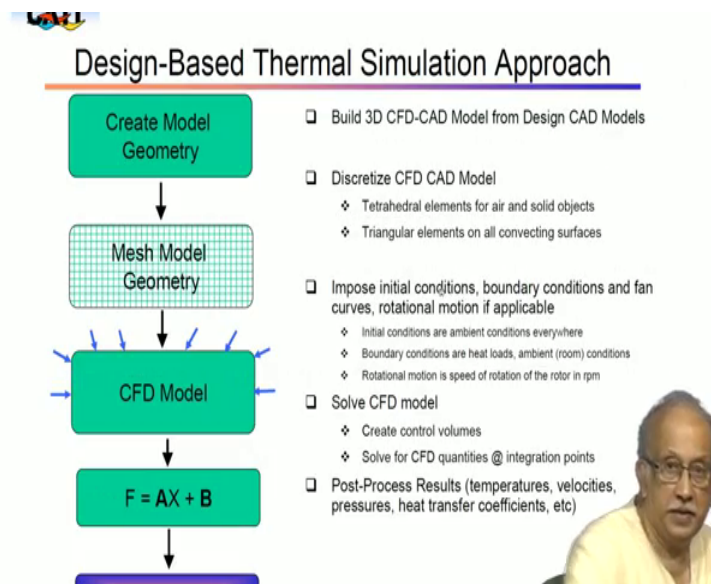 Design-Based Thermal Simulation Approach
Create Model
Geometry
Mesh Model
Geometry
CFD Model
F = AX + B
❑ Build 3D CFD-CAD Model from Design CAD Models
❑ Discretize CFD CAD Model
❖ Tetrahedral elements for air and solid objects
❖ Triangular elements on all convecting surfaces
❑ Impose initial conditions, boundary conditions and fan
curves, rotational motion if applicable
❖ Initial conditions are ambient conditions everywhere
❖ Boundary conditions are heat loads, ambient (room) conditions
❖ Rotational motion is speed of rotation of the rotor in rpm
❑ Solve CFD model
❖ Create control volumes
❖ Solve for CFD quantities @ integration points
❑ Post-Process Results (temperatures, velocities,
pressures, heat transfer coefficients, etc)